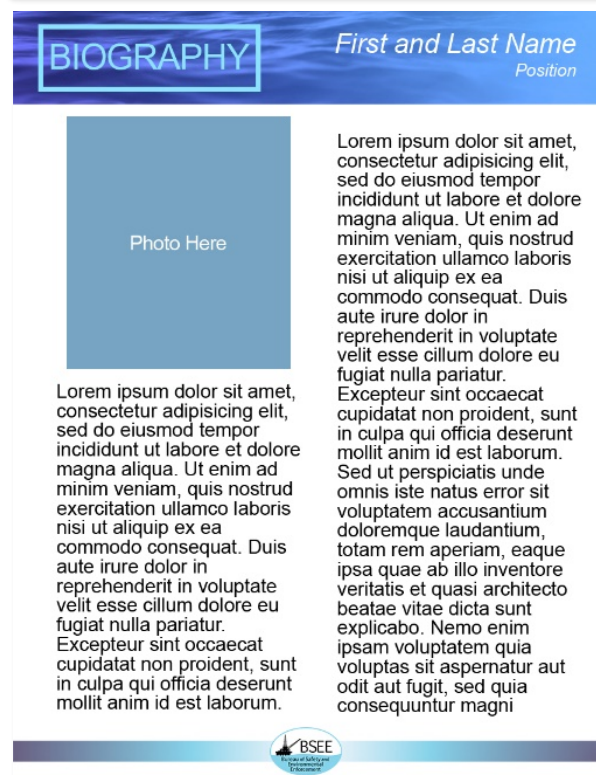 BIOGRAPHY
First and Last Name
Position
Photo Here
Lorem ipsum dolor sit amet,
consectetur adipisicing elit,
sed do eiusmod tempor
incididunt ut labore et dolore
magna aliqua. Ut enim ad
minim veniam, quis nostrud
exercitation ullamco laboris
nisi ut aliquip ex ea
commodo consequat. Duis
aute irure dolor in
reprehenderit in voluptate
velit esse cillum dolore eu
fugiat nulla pariatur.
Excepteur sint occaecat
cupidatat non proident, sunt
in culpa qui officia deserunt
mollit anim id est laborum.
Lorem ipsum dolor sit amet,
consectetur adipisicing elit,
sed do eiusmod tempor
incididunt ut labore et dolore
magna aliqua. Ut enim ad
minim veniam, quis nostrud
exercitation ullamco laboris
nisi ut aliquip ex ea
commodo consequat. Duis
aute irure dolor in
reprehenderit in voluptate
velit esse cillum dolore eu
fugiat nulla pariatur.
Excepteur sint occaecat
cupidatat non proident, sunt
in culpa qui officia deserunt
mollit anim id est laborum.
Sed ut perspiciatis unde
omnis iste natus error sit
voluptatem accusantium
doloremque laudantium,
totam rem aperiam, eaque
ipsa quae ab illo inventore
veritatis et quasi architecto
beatae vitae dicta sunt
explicabo. Nemo enim
ipsam voluptatem quia
voluptas sit aspernatur aut
odit aut fugit, sed quia
consequuntur magni
BSEE
Bureau of Safety and
Environmental
Enforcement